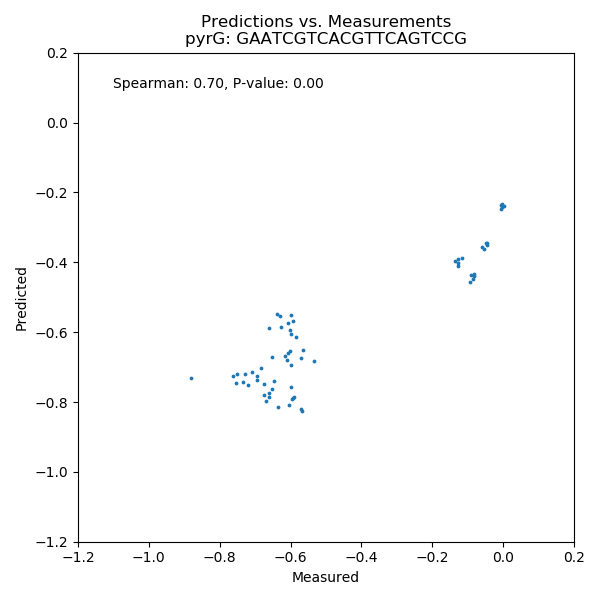 Predictions vs. Measurements
pyrG: GAATCGTCACGTTCAGTCCG
Spearman: 0.70, P-value: 0.00
0.2
0.0
−0.2
−0.4
−0.6
−0.8
−1.0
−1.2
Predicted
−1.2 −1.0 −0.8 −0.6 −0.4 −0.2 0.0 0.2
Measured